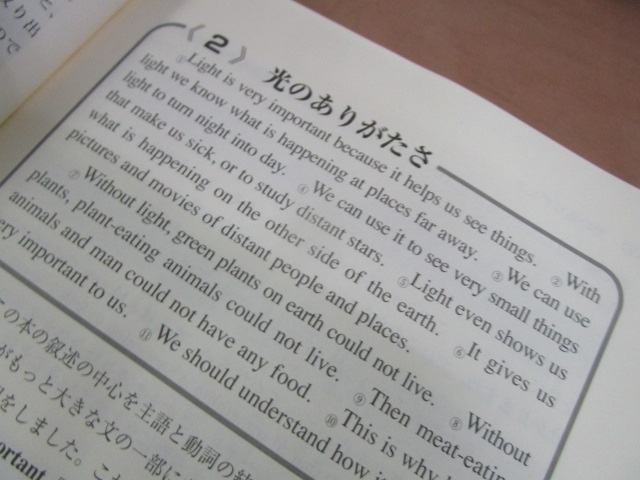 《2》 光のありがたさ
①Light is very important because it helps us see things. ②With
light we know what is happening at places far away. ③We can use
light to turn night into day. ④We can use it to see very small things
that make us sick, or to study distant stars. ⑤Light even shows us
what is happening on the other side of the earth. ⑥It gives us
pictures and movies of distant people and places.
⑦Without light, green plants on earth could not live. ⑧Without
plants, plant-eating animals could not live. ⑨Then meat-eatin
animals and man could not have any food. ⑩This is why
ery important to us. ⑪We should understand how
の本の叙述の中心を主語と動詞の
がもっと大きな文の一部に
をしました。